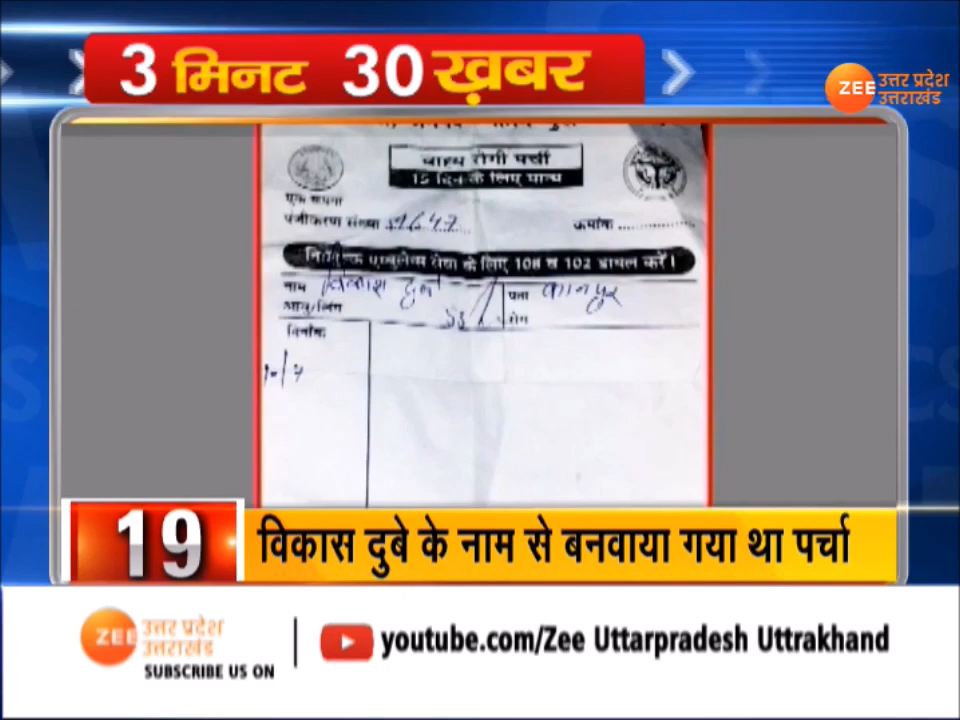 3 मिनट 30 ख़बर
ZEE उत्तर प्रदेश
उत्तराखंड
वाह्य रोगी पर्ची
15 दिन के लिए मान्य
एक रूपया
पंजीकरण संख्या
क्रमांक ................
एम्बुलेन्स सेवा के लिए 108 व 102 डायल करें।
नाम विकाश दुबे पता कानपुर
आयु/लिंग रोग
दिनांक
19 विकास दुबे के नाम से बनवाया गया था पर्चा
ZEE उत्तर प्रदेश
उत्तराखंड
SUBSCRIBE US ON
youtube.com/Zee Uttarpradesh Uttrakhand